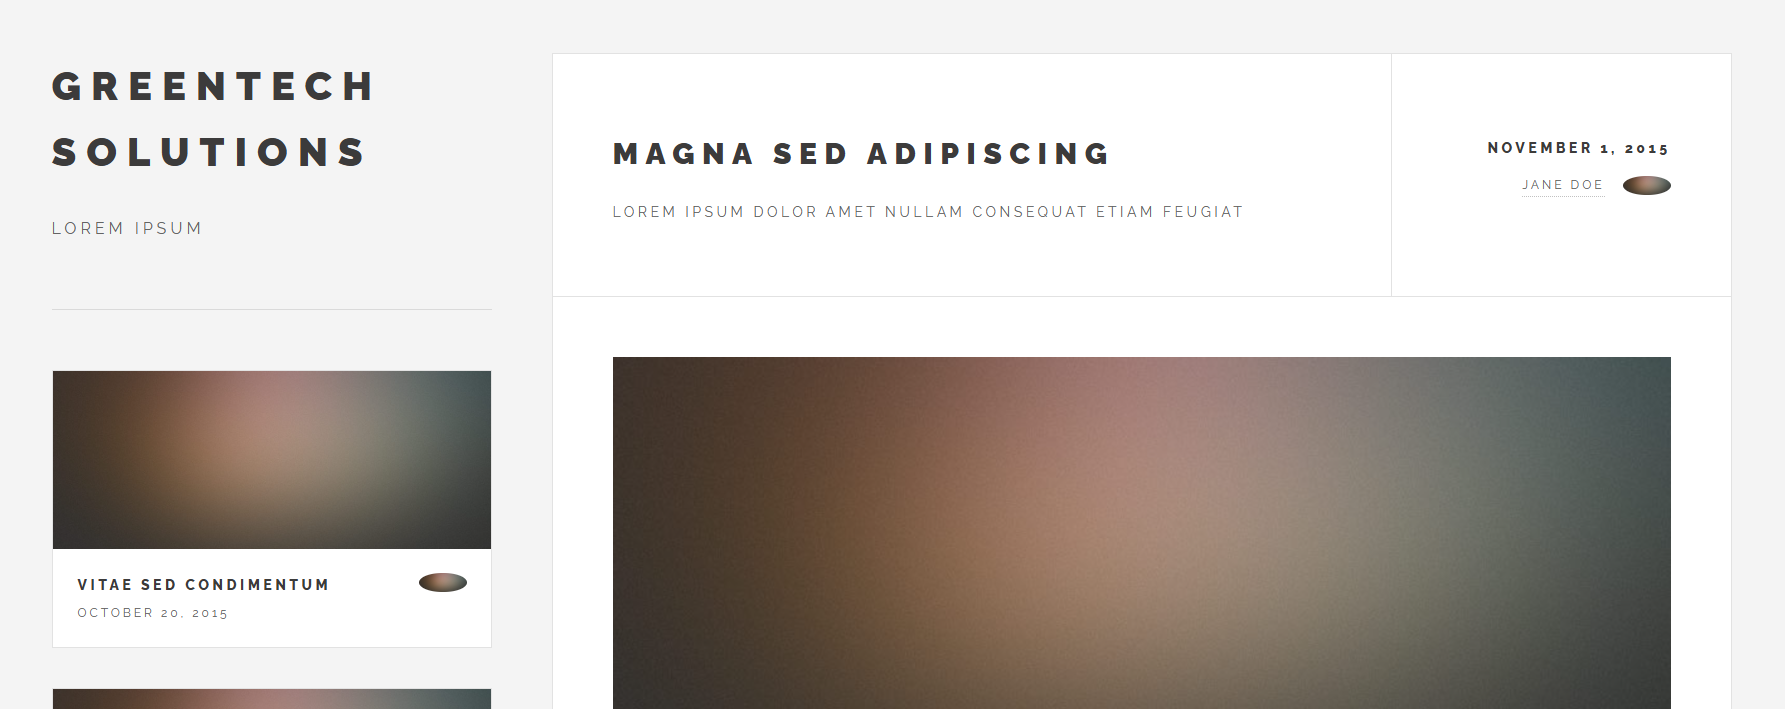 GREENTECH
SOLUTIONS
LOREM IPSUM
VITAE SED CONDIMENTUM
OCTOBER 20, 2015
MAGNA SED ADIPISCING
LOREM IPSUM DOLOR AMET NULLAM CONSEQUAT ETIAM FEUGIAT
NOVEMBER 1, 2015
JANE DOE